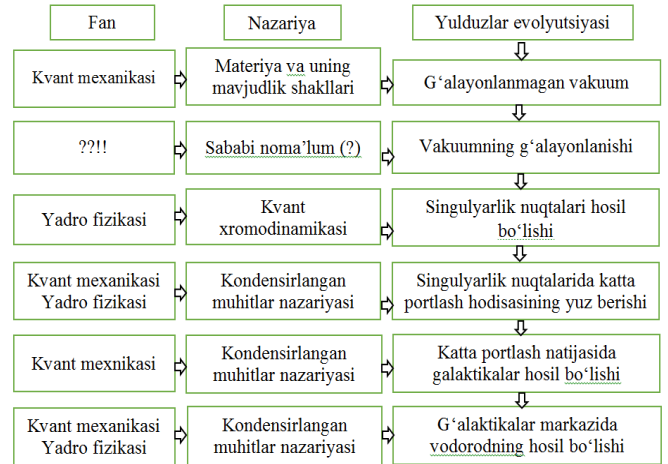 Fan
Nazariya
Yulduzlar evolyutsiyasi
Kvant mexanikasi
Materiya va uning
mavjudlik shakllari
G‘alayonlanmagan vakuum
??!!
Sababi noma’lum (?)
Vakuumning g‘alayonlanishi
Yadro fizikasi
Kvant
xromodinamikasi
Singulyarlik nuqtalari hosil
bo‘lishi
Kvant mexanikasi
Yadro fizikasi
Kondensirlangan
muhitlar nazariyasi
Singulyarlik nuqtalarida katta
portlash hodisasining yuz berishi
Kvant mexnikasi
Kondensirlangan
muhitlar nazariyasi
Katta portlash natijasida
galaktikalar hosil bo‘lishi
Kvant mexanikasi
Yadro fizikasi
Kondensirlangan
muhitlar nazariyasi
G‘alaktikalar markazida
vodorodning hosil bo‘lishi